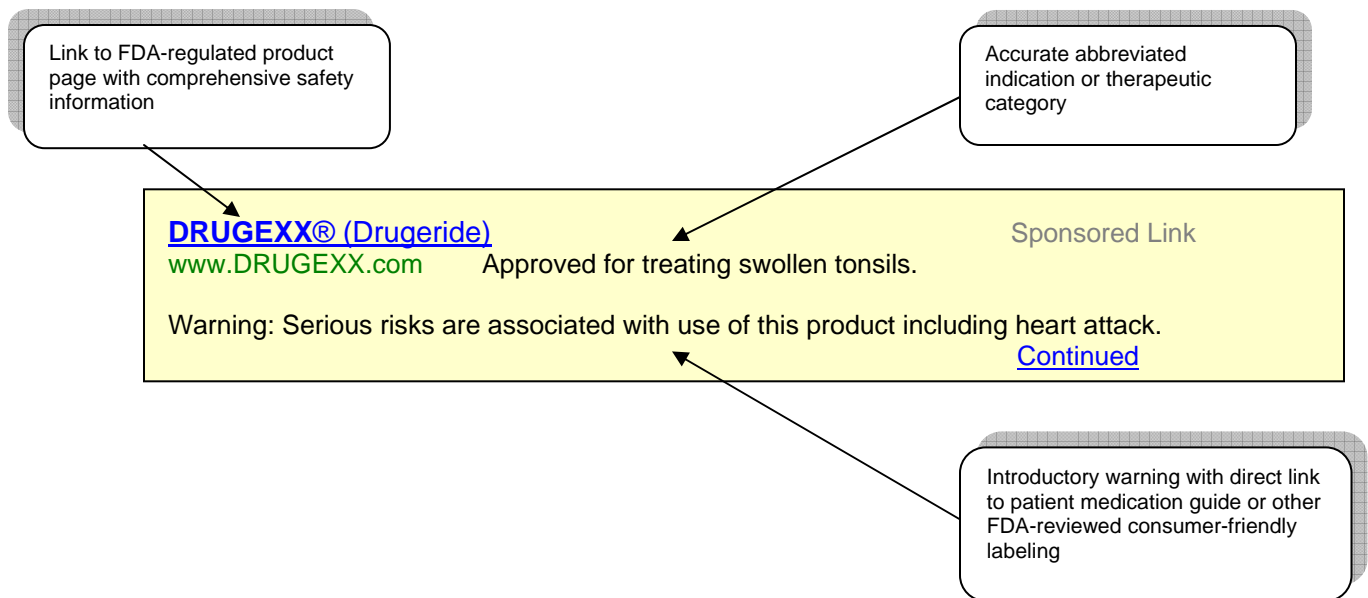 Link to FDA-regulated product
page with comprehensive safety
information
Accurate abbreviated
indication or therapeutic
category
DRUGEXX® (Drugeride) Sponsored Link
www.DRUGEXX.com Approved for treating swollen tonsils.
Warning: Serious risks are associated with use of this product including heart attack.
Continued
Introductory warning with direct link
to patient medication guide or other
FDA-reviewed consumer-friendly
labeling